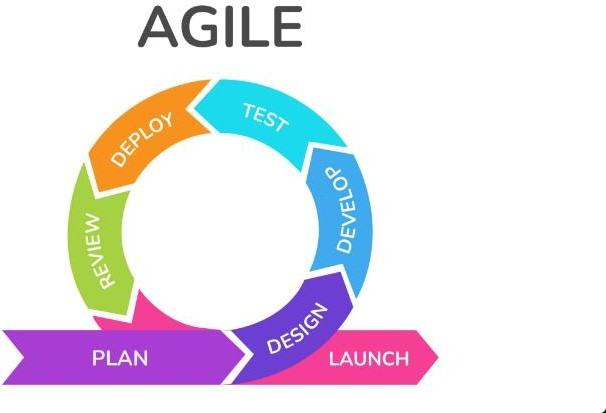 AGILE
TEST
DEPLOY
DEVELOP
REVIEW
DESIGN
PLAN
LAUNCH